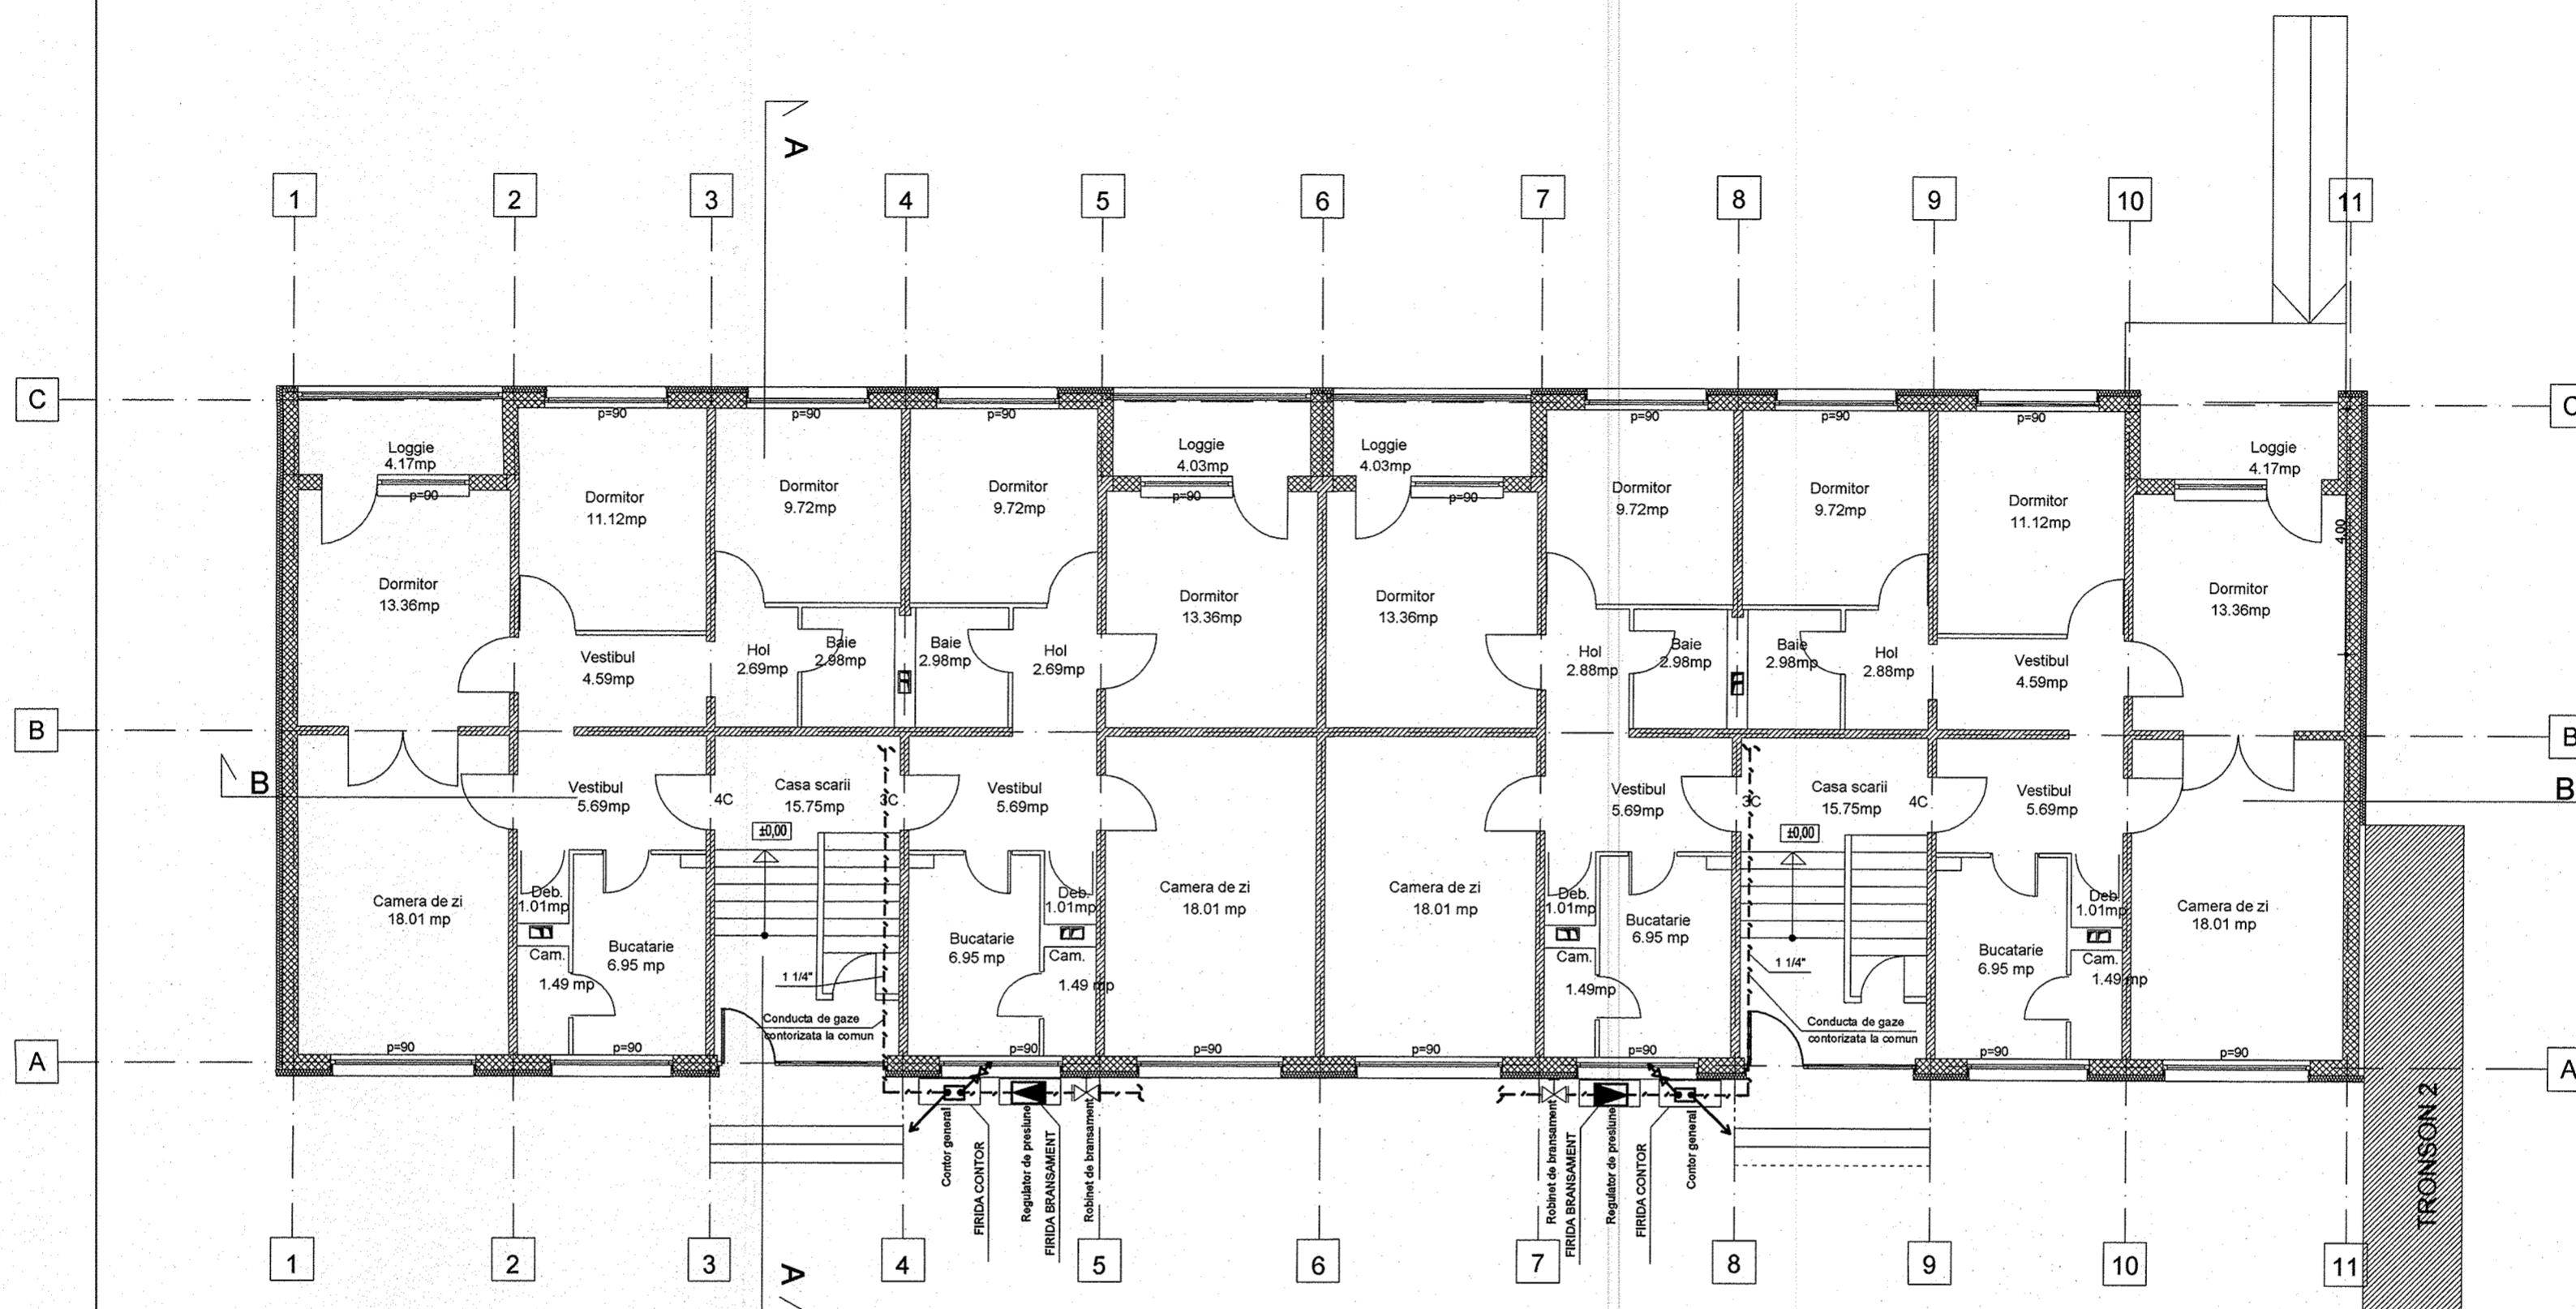 A
1 2 3 4 5 6 7 8 9 10 11
C C
p=90 p=90 p=90 p=90 p=90 p=90
Loggie
4.17mp
p=90
Loggie
4.03mp
p=90
Loggie
4.03mp
p=90
Loggie
4.17mp
4.00
Dormitor
11.12mp
Dormitor
9.72mp
Dormitor
9.72mp
Dormitor
9.72mp
Dormitor
9.72mp
Dormitor
11.12mp
Dormitor
13.36mp
Dormitor
13.36mp
Dormitor
13.36mp
Dormitor
13.36mp
Vestibul
4.59mp
Hol
2.69mp
Baie
2.98mp
Baie
2.98mp
Hol
2.69mp
Hol
2.88mp
Baie
2.98mp
Baie
2.98mp
Hol
2.88mp
Vestibul
4.59mp
B B
B B
Vestibul
5.69mp
4C
Casa scarii
15.75mp
3C
±0,00
Vestibul
5.69mp
Vestibul
5.69mp
3C
Casa scarii
15.75mp
4C
±0,00
Vestibul
5.69mp
Camera de zi
18.01 mp
Deb.
1.01mp
Bucatarie
6.95 mp
Cam.
1.49 mp
1 1/4"
Conducta de gaze
contorizata la comun
Bucatarie
6.95 mp
Deb.
1.01mp
Cam.
1.49 mp
Camera de zi
18.01 mp
Camera de zi
18.01 mp
Deb.
1.01mp
Bucatarie
6.95 mp
Cam.
1.49mp
1 1/4"
Conducta de gaze
contorizata la comun
Bucatarie
6.95 mp
Deb.
1.01mp
Cam.
1.49 mp
Camera de zi
18.01 mp
A A
p=90 p=90 p=90 p=90 p=90 p=90 p=90 p=90
Contor general
FIRIDA CONTOR
Regulator de presiune
FIRIDA BRANSAMENT
Robinet de bransament
Robinet de bransament
FIRIDA BRANSAMENT
Regulator de presiune
FIRIDA CONTOR
Contor general
TRONSON 2
1 2 3 4 5 6 7 8 9 10 11
A